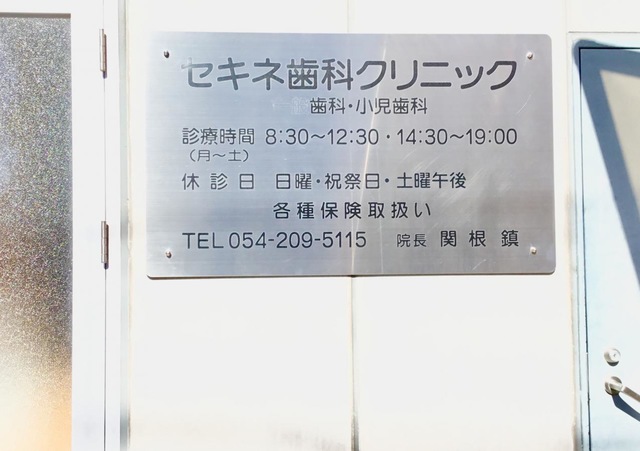 セキネ歯科クリニック
歯科・小児歯科
診療時間 8:30〜12:30・14:30〜19:00
（月〜土）
休診日 日曜・祝祭日・土曜午後
各種保険取扱い
TEL 054-209-5115 院長 関根 鎮